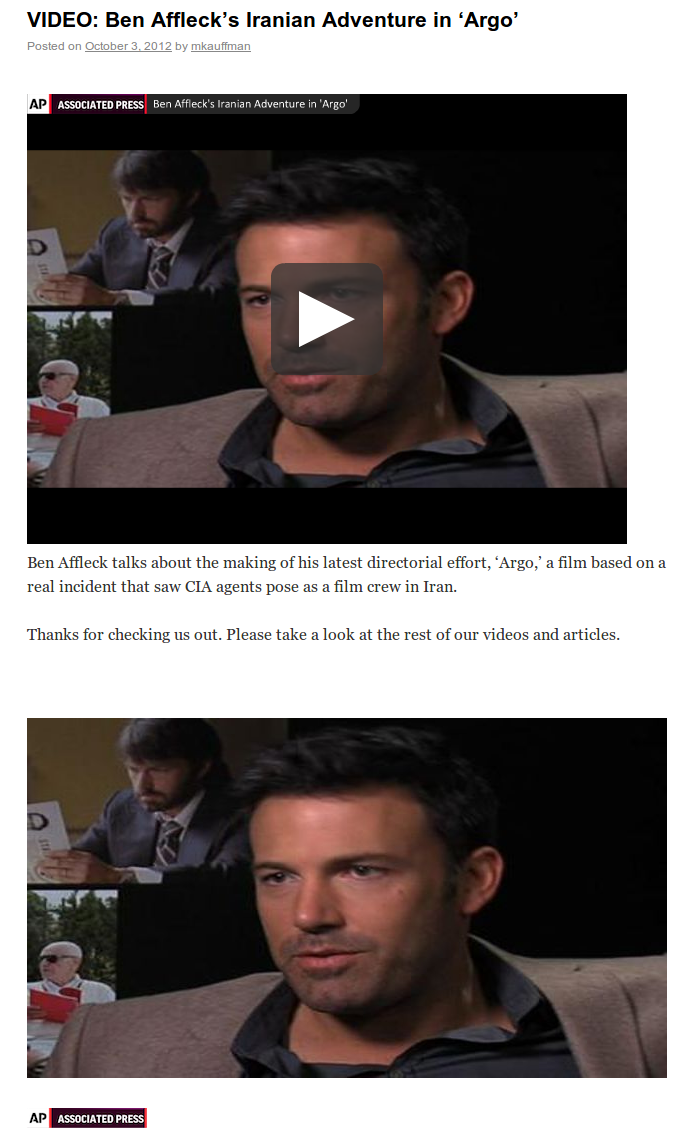 VIDEO: Ben Affleck’s Iranian Adventure in ‘Argo’
Posted on October 3, 2012 by mkauffman
AP ASSOCIATED PRESS Ben Affleck's Iranian Adventure in 'Argo'
D
Ben Affleck talks about the making of his latest directorial effort, ‘Argo,’ a film based on a
real incident that saw CIA agents pose as a film crew in Iran.
Thanks for checking us out. Please take a look at the rest of our videos and articles.
D
AP ASSOCIATED PRESS